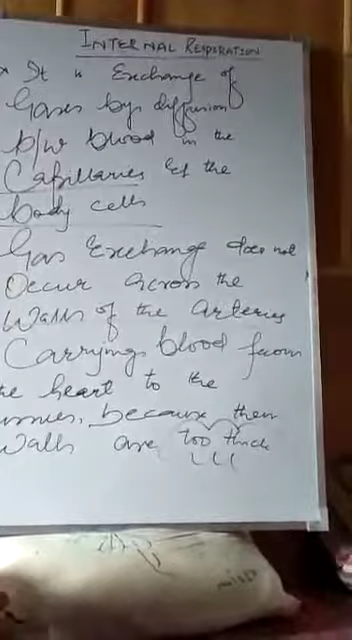 INTERNAL RESPIRATION
* It is Exchange of
Gases by diffusion
b/w blood in the
Capillaries & the
body cells
Gas Exchange does not
Occur across the
Walls of the arteries
Carrying blood from
he heart to the
issues, because their
walls are too thick